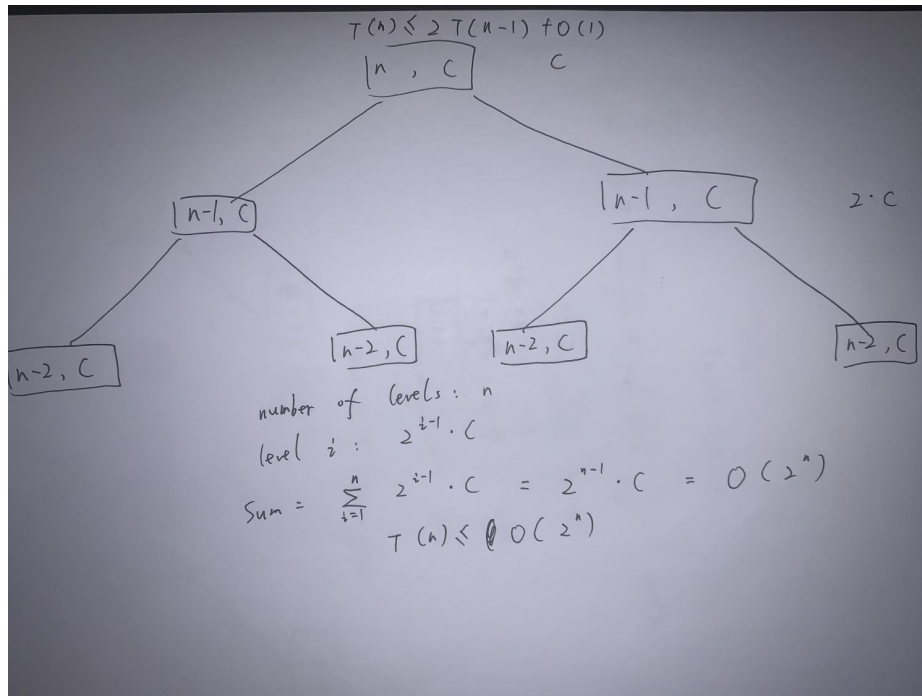 T(n) ≤ 2T(n-1) + O(1)
n , C
C
n-1, C
n-1 , C
2·C
n-2, C
n-2, C
n-2, C
n-2, C
number of levels: n
level i: 2^{i-1} · C
Sum = \sum_{i=1}^{n} 2^{i-1} · C = 2^{n-1} · C = O(2^n)
T(n) ≤ O(2^n)